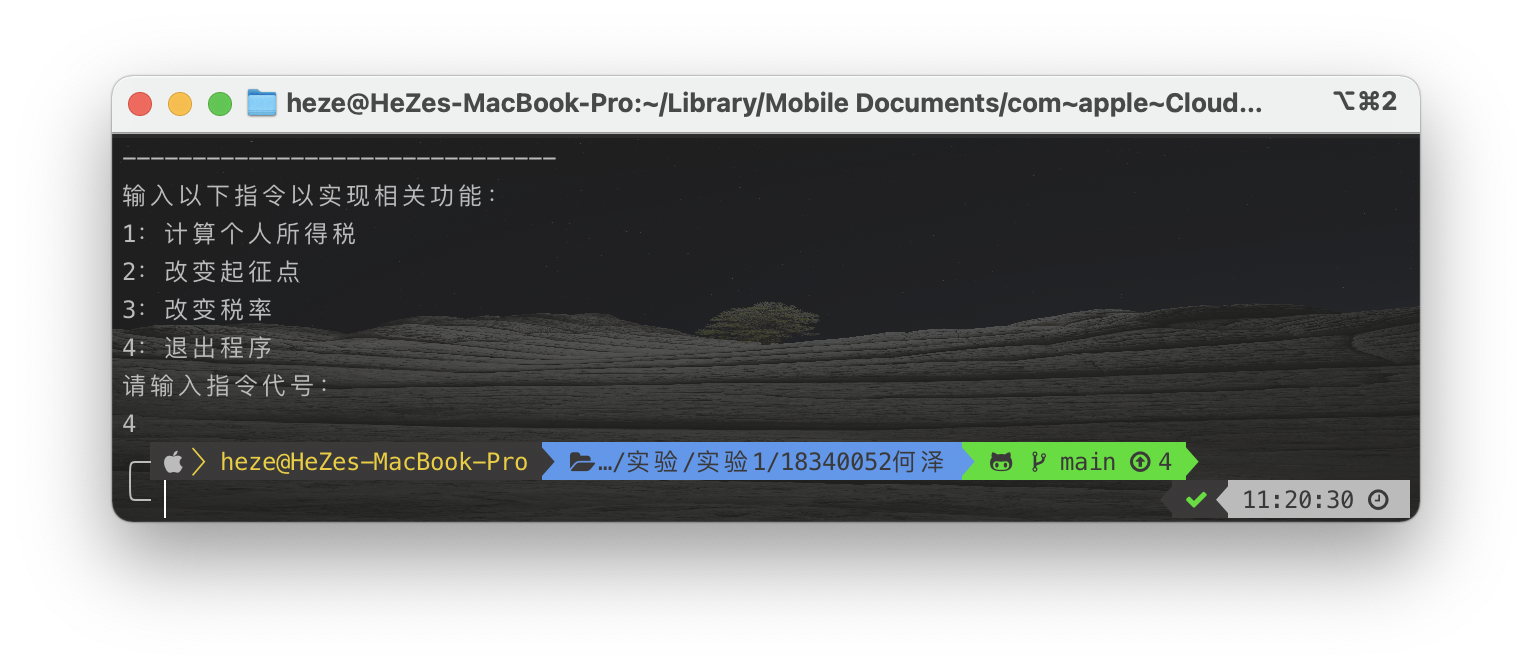 heze@HeZes-MacBook-Pro:~/Library/Mobile Documents/com~apple~Cloud... ⌥⌘2
-------------------------------
输入以下指令以实现相关功能：
1： 计算个人所得税
2： 改变起征点
3： 改变税率
4： 退出程序
请输入指令代号：
4
heze@HeZes-MacBook-Pro …/实验/实验1/18340052何泽 main 4
11:20:30